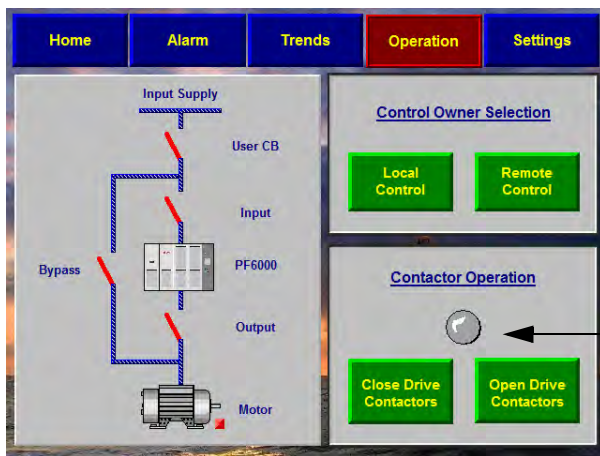 Home
Alarm
Trends
Operation
Settings
Input Supply
User CB
Input
Bypass
PF6000
Output
Motor
Control Owner Selection
Local
Control
Remote
Control
Contactor Operation
Close Drive
Contactors
Open Drive
Contactors